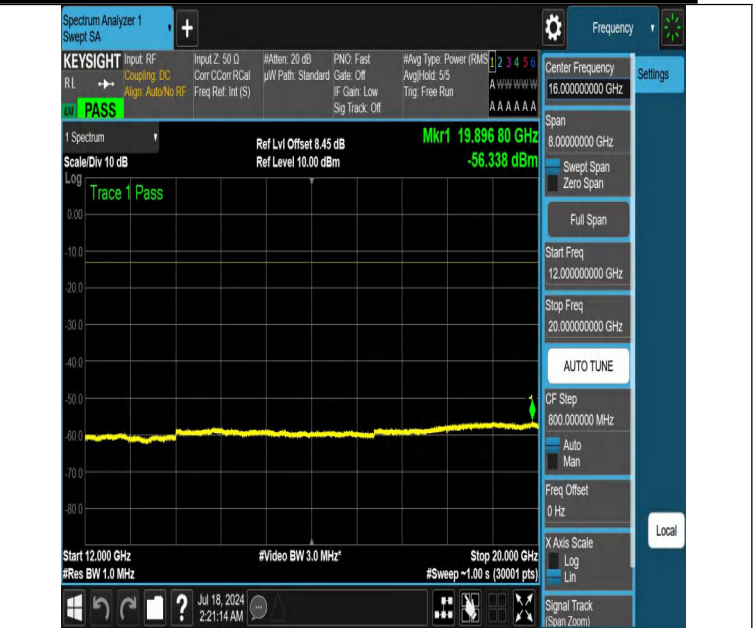 Spectrum Analyzer 1
Swept SA
+
Frequency
KEYSIGHT
RL
PASS
Input: RF
Coupling: DC
Align: Auto/No RF
Input Z: 50 Ω
Corr CCorr RCal
Freq Ref: Int (S)
#Atten: 20 dB
µW Path: Standard
PNO: Fast
Gate: Off
IF Gain: Low
Sig Track: Off
#Avg Type: Power (RMS
Avg|Hold: 5/5
Trig: Free Run
1 2 3 4 5 6
A W W W W W
A A A A A A
1 Spectrum
Scale/Div 10 dB
Ref Lvl Offset 8.45 dB
Ref Level 10.00 dBm
Mkr1 19.896 80 GHz
-56.338 dBm
Log
Trace 1 Pass
0.00
-10.0
-20.0
-30.0
-40.0
-50.0
-60.0
-70.0
-80.0
1
Start 12.000 GHz
#Video BW 3.0 MHz*
Stop 20.000 GHz
#Res BW 1.0 MHz
#Sweep ~1.00 s (30001 pts)
?
Jul 18, 2024
2:21:14 AM
Center Frequency
16.000000000 GHz
Settings
Span
8.00000000 GHz
Swept Span
Zero Span
Full Span
Start Freq
12.000000000 GHz
Stop Freq
20.000000000 GHz
AUTO TUNE
CF Step
800.000000 MHz
Auto
Man
Freq Offset
0 Hz
X Axis Scale
Log
Lin
Local
Signal Track
(Span Zoom)